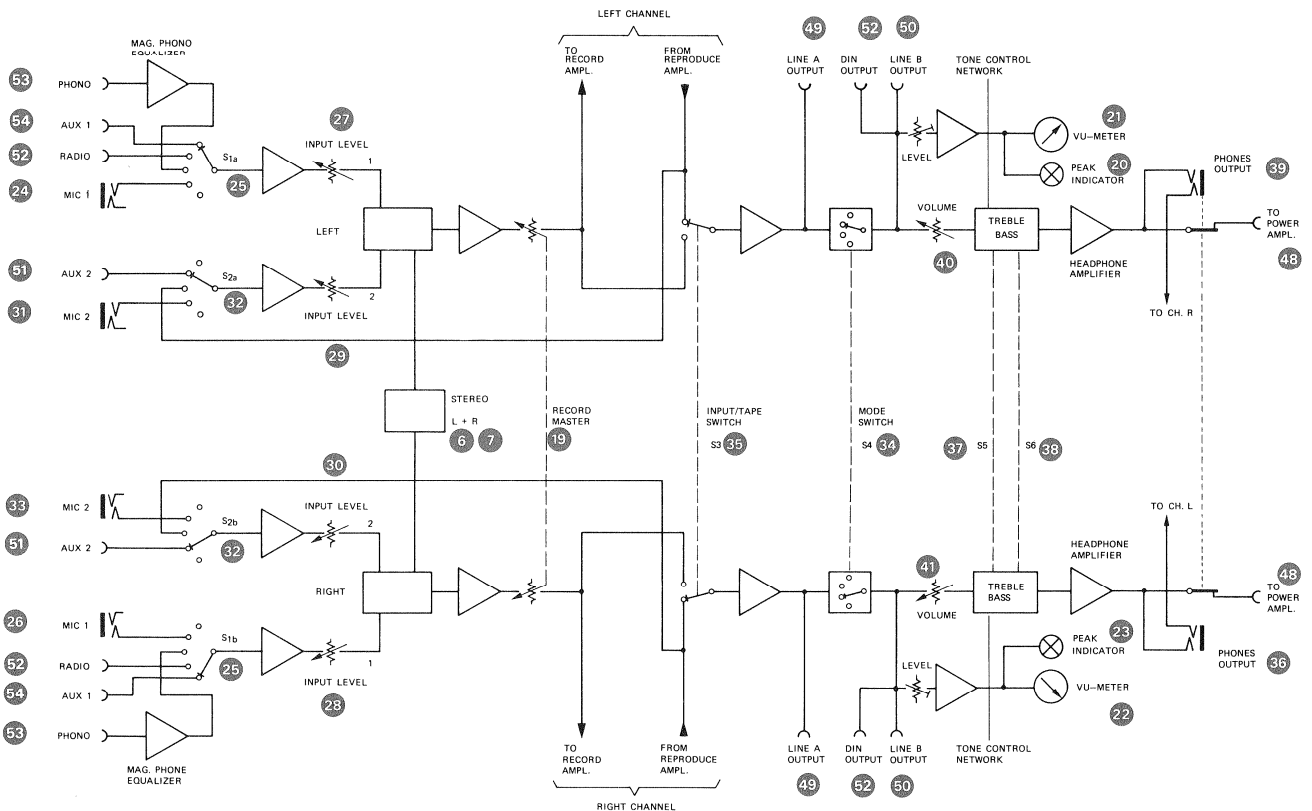 LEFT CHANNEL
MAG. PHONO
EQUALIZER
49
52
50
TO
RECORD
AMPL.
FROM
REPRODUCE
AMPL.
LINE A
OUTPUT
DIN
OUTPUT
LINE B
OUTPUT
TONE CONTROL
NETWORK
53 PHONO
54 AUX 1
27
INPUT LEVEL
1
52 RADIO
S1a
25
24 MIC 1
LEVEL
21
VU-METER
20
PEAK
INDICATOR
PHONES
OUTPUT
39
VOLUME
40
LEFT
TREBLE
BASS
HEADPHONE
AMPLIFIER
TO
POWER
AMPL.
48
51 AUX 2
S2a
32
2
INPUT LEVEL
31 MIC 2
TO CH. R
29
STEREO
L + R
6 7
RECORD
MASTER
19
INPUT/TAPE
SWITCH
S3 35
MODE
SWITCH
S4 34
37 S5
S6 38
30
33 MIC 2
INPUT LEVEL
2
S2b
32
51 AUX 2
TO CH. L
HEADPHONE
AMPLIFIER
RIGHT
41
VOLUME
TREBLE
BASS
48
TO
POWER
AMPL.
26 MIC 1
S1b
25
52 RADIO
54 AUX 1
1
INPUT LEVEL
28
23
PEAK
INDICATOR
PHONES
OUTPUT
36
LEVEL
VU-METER
22
53 PHONO
MAG. PHONE
EQUALIZER
TO
RECORD
AMPL.
FROM
REPRODUCE
AMPL.
LINE A
OUTPUT
49
DIN
OUTPUT
52
LINE B
OUTPUT
50
TONE CONTROL
NETWORK
RIGHT CHANNEL